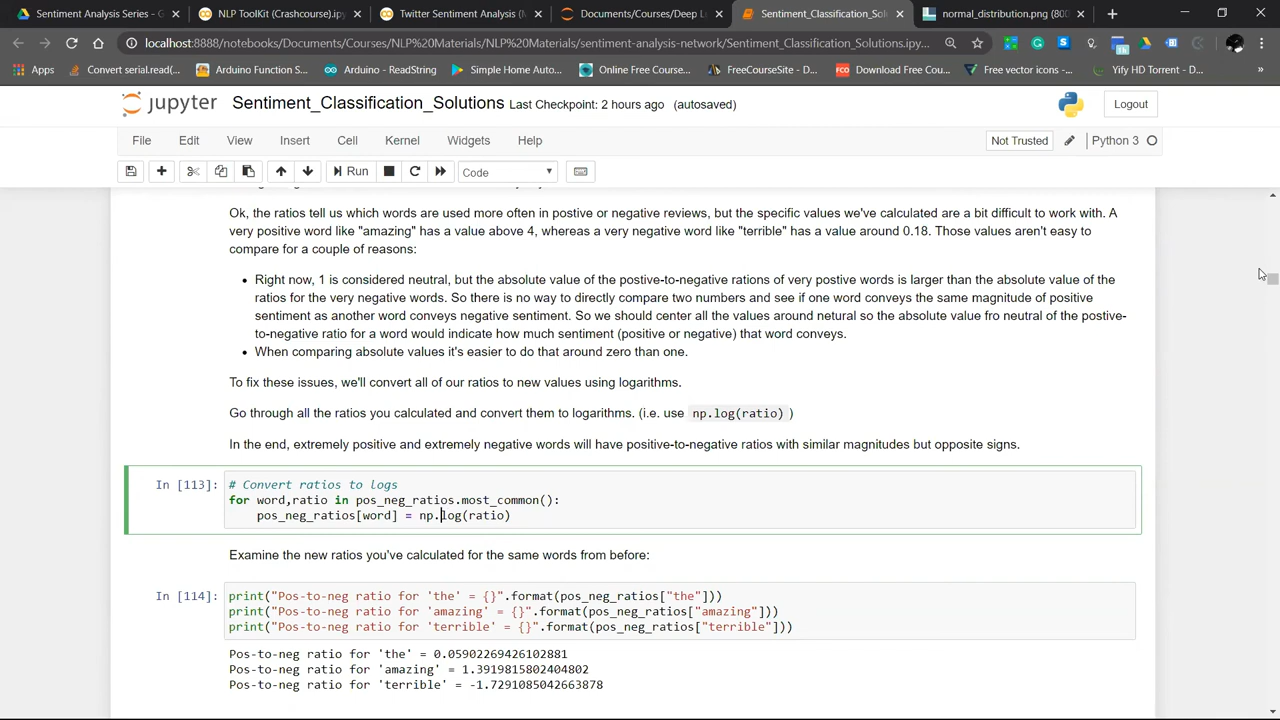 Sentiment Analysis Series - G
NLP ToolKit (Crashcourse).ipy
Twitter Sentiment Analysis (M
Documents/Courses/Deep L
Sentiment_Classification_Solu
normal_distribution.png (800
localhost:8888/notebooks/Documents/Courses/NLP%20Materials/NLP%20Materials/sentiment-analysis-network/Sentiment_Classification_Solutions.ipy...
Apps
Convert serial.read(...
Arduino Function S...
Arduino - ReadString
Simple Home Auto...
Online Free Course...
FreeCourseSite - D...
Download Free Cou...
Free vector icons -...
Yify HD Torrent - D...
jupyter Sentiment_Classification_Solutions Last Checkpoint: 2 hours ago (autosaved)
Logout
File Edit View Insert Cell Kernel Widgets Help
Not Trusted
Python 3
Run
Code
Ok, the ratios tell us which words are used more often in postive or negative reviews, but the specific values we've calculated are a bit difficult to work with. A
very positive word like "amazing" has a value above 4, whereas a very negative word like "terrible" has a value around 0.18. Those values aren't easy to
compare for a couple of reasons:
• Right now, 1 is considered neutral, but the absolute value of the postive-to-negative rations of very postive words is larger than the absolute value of the
ratios for the very negative words. So there is no way to directly compare two numbers and see if one word conveys the same magnitude of positive
sentiment as another word conveys negative sentiment. So we should center all the values around netural so the absolute value fro neutral of the postive-
to-negative ratio for a word would indicate how much sentiment (positive or negative) that word conveys.
• When comparing absolute values it's easier to do that around zero than one.
To fix these issues, we'll convert all of our ratios to new values using logarithms.
Go through all the ratios you calculated and convert them to logarithms. (i.e. use np.log(ratio) )
In the end, extremely positive and extremely negative words will have positive-to-negative ratios with similar magnitudes but opposite signs.
In [113]: # Convert ratios to logs
for word,ratio in pos_neg_ratios.most_common():
pos_neg_ratios[word] = np.log(ratio)
Examine the new ratios you've calculated for the same words from before:
In [114]: print("Pos-to-neg ratio for 'the' = {}".format(pos_neg_ratios["the"]))
print("Pos-to-neg ratio for 'amazing' = {}".format(pos_neg_ratios["amazing"]))
print("Pos-to-neg ratio for 'terrible' = {}".format(pos_neg_ratios["terrible"]))
Pos-to-neg ratio for 'the' = 0.05902269426102881
Pos-to-neg ratio for 'amazing' = 1.3919815802404802
Pos-to-neg ratio for 'terrible' = -1.7291085042663878